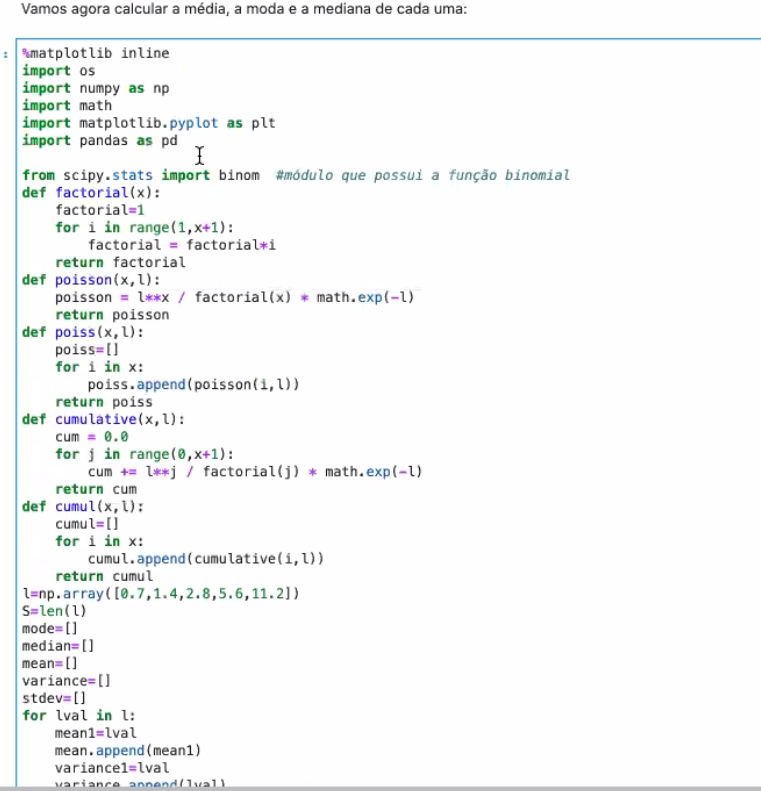 Vamos agora calcular a média, a moda e a mediana de cada uma:
:
%matplotlib inline
import os
import numpy as np
import math
import matplotlib.pyplot as plt
import pandas as pd

from scipy.stats import binom  #módulo que possui a função binomial
def factorial(x):
    factorial=1
    for i in range(1,x+1):
        factorial = factorial*i
    return factorial
def poisson(x,l):
    poisson = l**x / factorial(x) * math.exp(-l)
    return poisson
def poiss(x,l):
    poiss=[]
    for i in x:
        poiss.append(poisson(i,l))
    return poiss
def cumulative(x,l):
    cum = 0.0
    for j in range(0,x+1):
        cum += l**j / factorial(j) * math.exp(-l)
    return cum
def cumul(x,l):
    cumul=[]
    for i in x:
        cumul.append(cumulative(i,l))
    return cumul
l=np.array([0.7,1.4,2.8,5.6,11.2])
S=len(l)
mode=[]
median=[]
mean=[]
variance=[]
stdev=[]
for lval in l:
    mean1=lval
    mean.append(mean1)
    variance1=lval
    variance.append(lval)